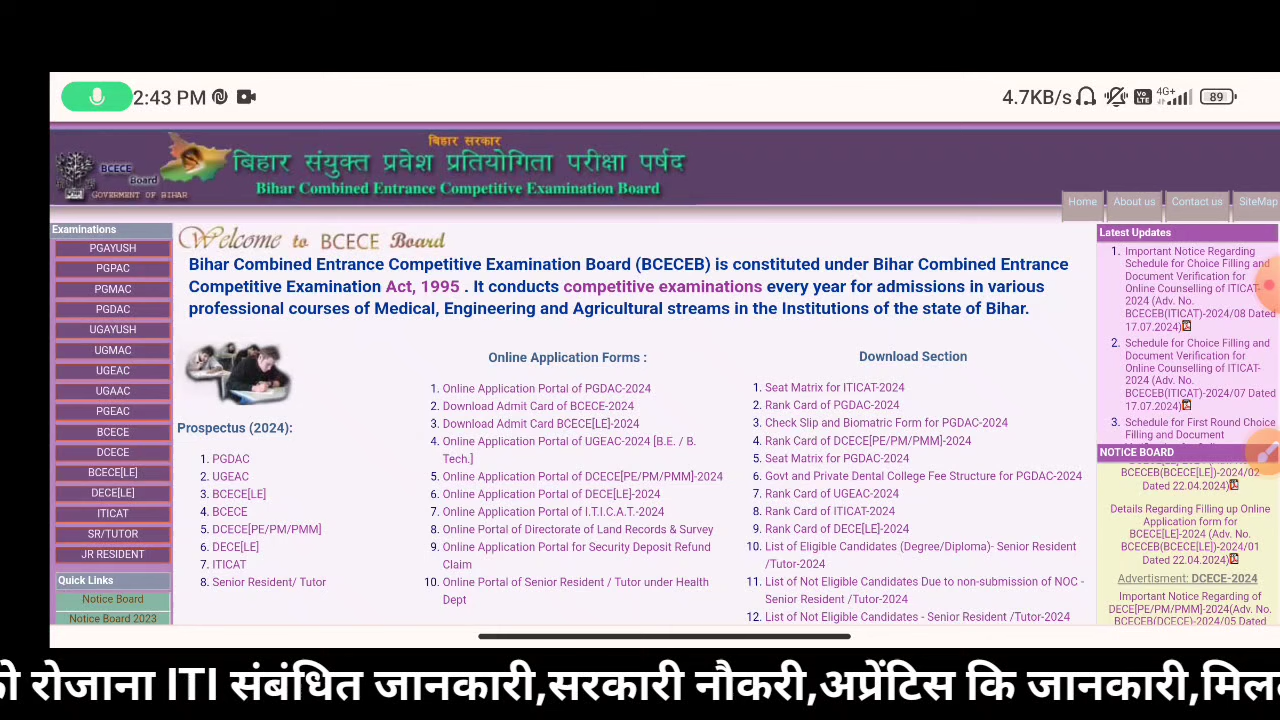 2:43 PM
4.7KB/s
Vo
LTE
4G+
89
बिहार सरकार
बिहार संयुक्त प्रवेश प्रतियोगिता परीक्षा पर्षद
Bihar Combined Entrance Competitive Examination Board
BCECE
Board
GOVERNMENT OF BIHAR
Home
About us
Contact us
SiteMap
Examinations
PGAYUSH
PGPAC
PGMAC
PGDAC
UGAYUSH
UGMAC
UGEAC
UGAAC
PGEAC
BCECE
DCECE
BCECE[LE]
DECE[LE]
ITICAT
SR/TUTOR
JR RESIDENT
Quick Links
Notice Board
Notice Board 2023
Welcome to BCECE Board
Bihar Combined Entrance Competitive Examination Board (BCECEB) is constituted under Bihar Combined Entrance
Competitive Examination Act, 1995 . It conducts competitive examinations every year for admissions in various
professional courses of Medical, Engineering and Agricultural streams in the Institutions of the state of Bihar.
Prospectus (2024):
1. PGDAC
2. UGEAC
3. BCECE[LE]
4. BCECE
5. DCECE[PE/PM/PMM]
6. DECE[LE]
7. ITICAT
8. Senior Resident/ Tutor
Online Application Forms :
1. Online Application Portal of PGDAC-2024
2. Download Admit Card of BCECE-2024
3. Download Admit Card BCECE[LE]-2024
4. Online Application Portal of UGEAC-2024 [B.E. / B.
Tech.]
5. Online Application Portal of DCECE[PE/PM/PMM]-2024
6. Online Application Portal of DECE[LE]-2024
7. Online Application Portal of I.T.I.C.A.T.-2024
8. Online Portal of Directorate of Land Records & Survey
9. Online Application Portal for Security Deposit Refund
Claim
10. Online Portal of Senior Resident / Tutor under Health
Dept
Download Section
1. Seat Matrix for ITICAT-2024
2. Rank Card of PGDAC-2024
3. Check Slip and Biomatric Form for PGDAC-2024
4. Rank Card of DCECE[PE/PM/PMM]-2024
5. Seat Matrix for PGDAC-2024
6. Govt and Private Dental College Fee Structure for PGDAC-2024
7. Rank Card of UGEAC-2024
8. Rank Card of ITICAT-2024
9. Rank Card of DECE[LE]-2024
10. List of Eligible Candidates (Degree/Diploma)- Senior Resident
/Tutor-2024
11. List of Not Eligible Candidates Due to non-submission of NOC -
Senior Resident /Tutor-2024
12. List of Not Eligible Candidates - Senior Resident /Tutor-2024
Latest Updates
1. Important Notice Regarding
Schedule for Choice Filling and
Document Verification for
Online Counselling of ITICAT-
2024 (Adv. No.
BCECEB(ITICAT)-2024/08 Dated
17.07.2024)
2. Schedule for Choice Filling and
Document Verification for
Online Counselling of ITICAT-
2024 (Adv. No.
BCECEB(ITICAT)-2024/07 Dated
17.07.2024)
3. Schedule for First Round Choice
Filling and Document
NOTICE BOARD
BCECEB(BCECE[LE])-2024/02
Dated 22.04.2024)
Details Regarding Filling up Online
Application form for
BCECE[LE]-2024 (Adv. No.
BCECEB(BCECE[LE])-2024/01
Dated 22.04.2024)
Advertisment: DCECE-2024
Important Notice Regarding of
DECE[PE/PM/PMM]-2024(Adv. No.
BCECEB(DCECE)-2024/05 Dated
को रोजाना ITI संबंधित जानकारी,सरकारी नौकरी,अप्रेंटिस कि जानकारी,मिल